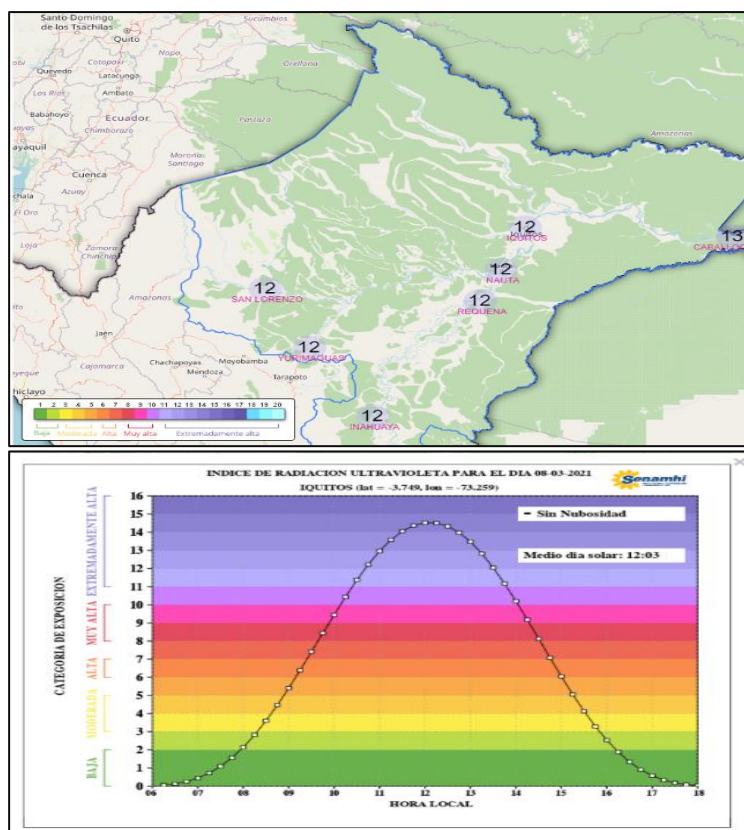 Santo Domingo
de los Tsachilas
Quito
Sucumbios
Napo
Cotopaxi
Orellana
Quevedo
Latacunga
Ambato
Babahoyo
Pastaza
Chimborazo
Ecuador
Morona
Santiago
Amazonas
Cuenca
Azuay
El Oro
Loja
Zamora
Chinchipe
12
IQUITOS
13
CABALLOC
12
NAUTA
12
REQUENA
12
SAN LORENZO
Amazonas
Jaén
12
YURIMAGUAS
Cajamarca
Chachapoyas
Moyobamba
Mendoza
Tarapoto
12
INAHUAYA
1 2 3 4 5 6 7 8 9 10 11 12 13 14 15 16 17 18 19 20
Baja Moderada Alta Muy alta Extremadamente alta
INDICE DE RADIACION ULTRAVIOLETA PARA EL DIA 08-03-2021
IQUITOS (lat = -3.749, lon = -73.259)
Senamhi
Sin Nubosidad
Medio dia solar: 12:03
CATEGORIA DE EXPOSICION
EXTREMADAMENTE ALTA
MUY ALTA
ALTA
MODERADA
BAJA
16
15
14
13
12
11
10
9
8
7
6
5
4
3
2
1
0
06 07 08 09 10 11 12 13 14 15 16 17 18
HORA LOCAL